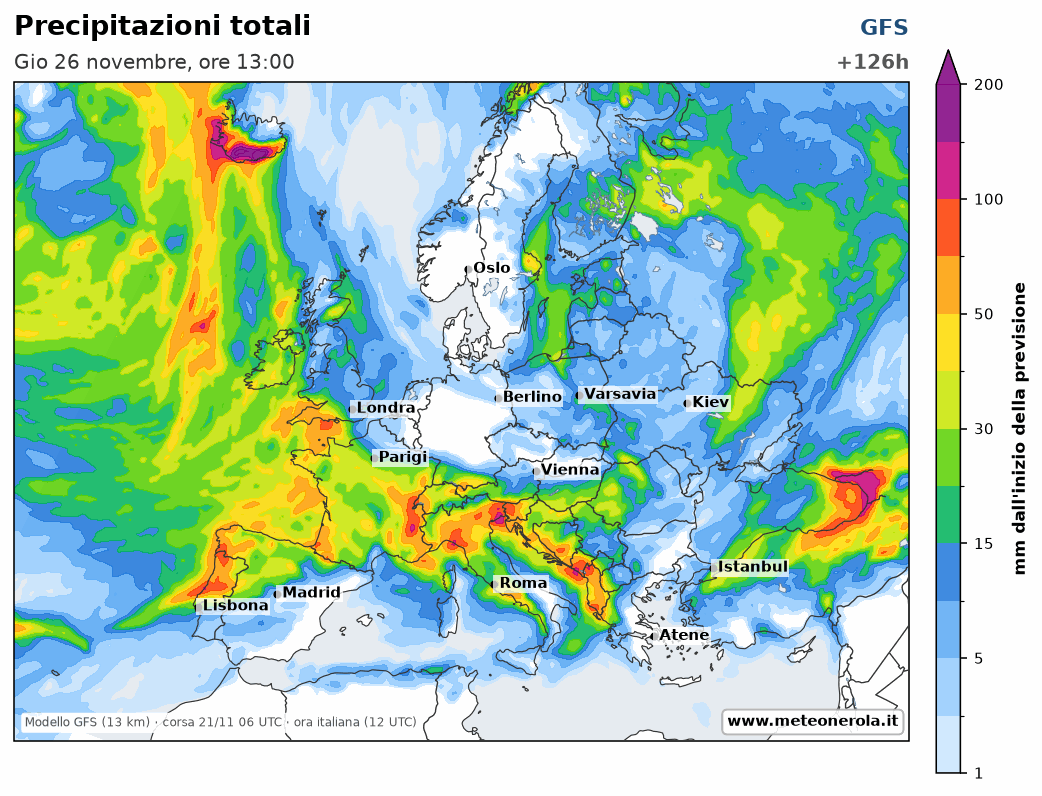 Precipitazioni totali
GFS
Gio 26 novembre, ore 13:00
+126h
200
100
50
30
15
5
1
mm dall'inizio della previsione
Oslo
Berlino
Varsavia
Kiev
Londra
Parigi
Vienna
Istanbul
Roma
Madrid
Lisbona
Atene
Modello GFS (13 km) · corsa 21/11 06 UTC · ora italiana (12 UTC)
www.meteonerola.it